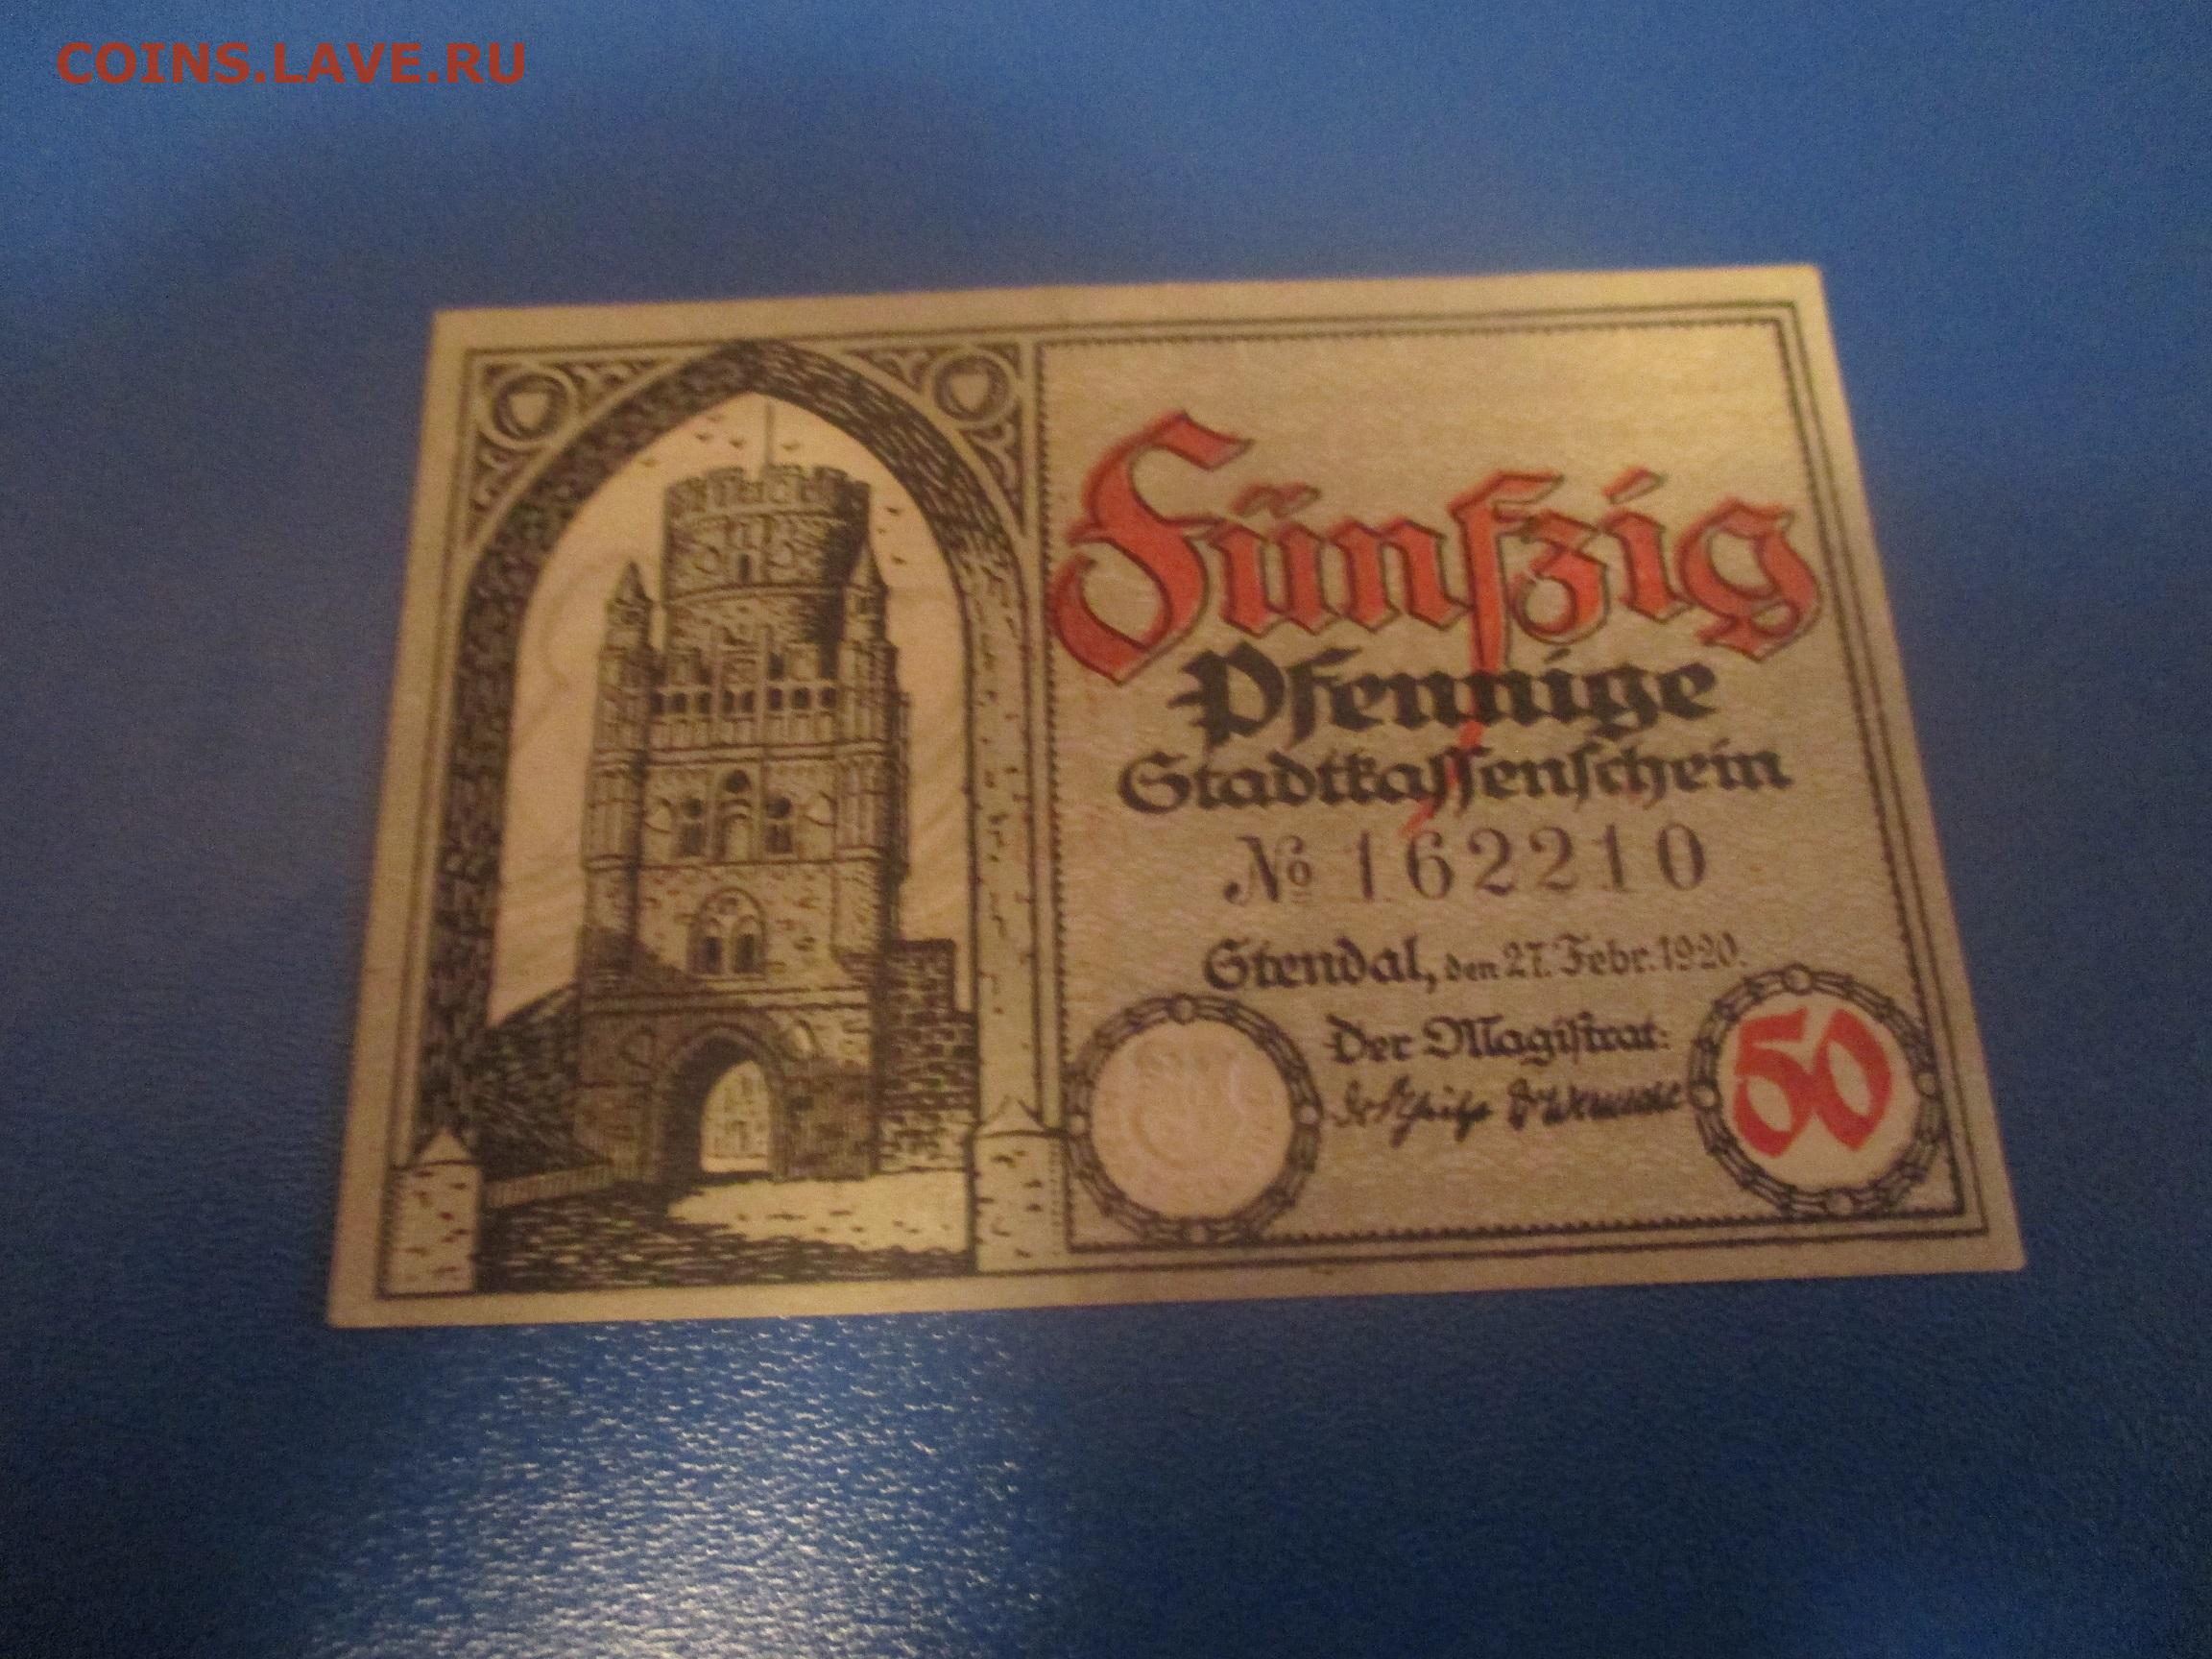 COINS.LAVE.RU
Fünfzig
Pfennige
Stadtkassenschein
No 162210
Stendal, den 27. Febr. 1920.
Der Magistrat:
50